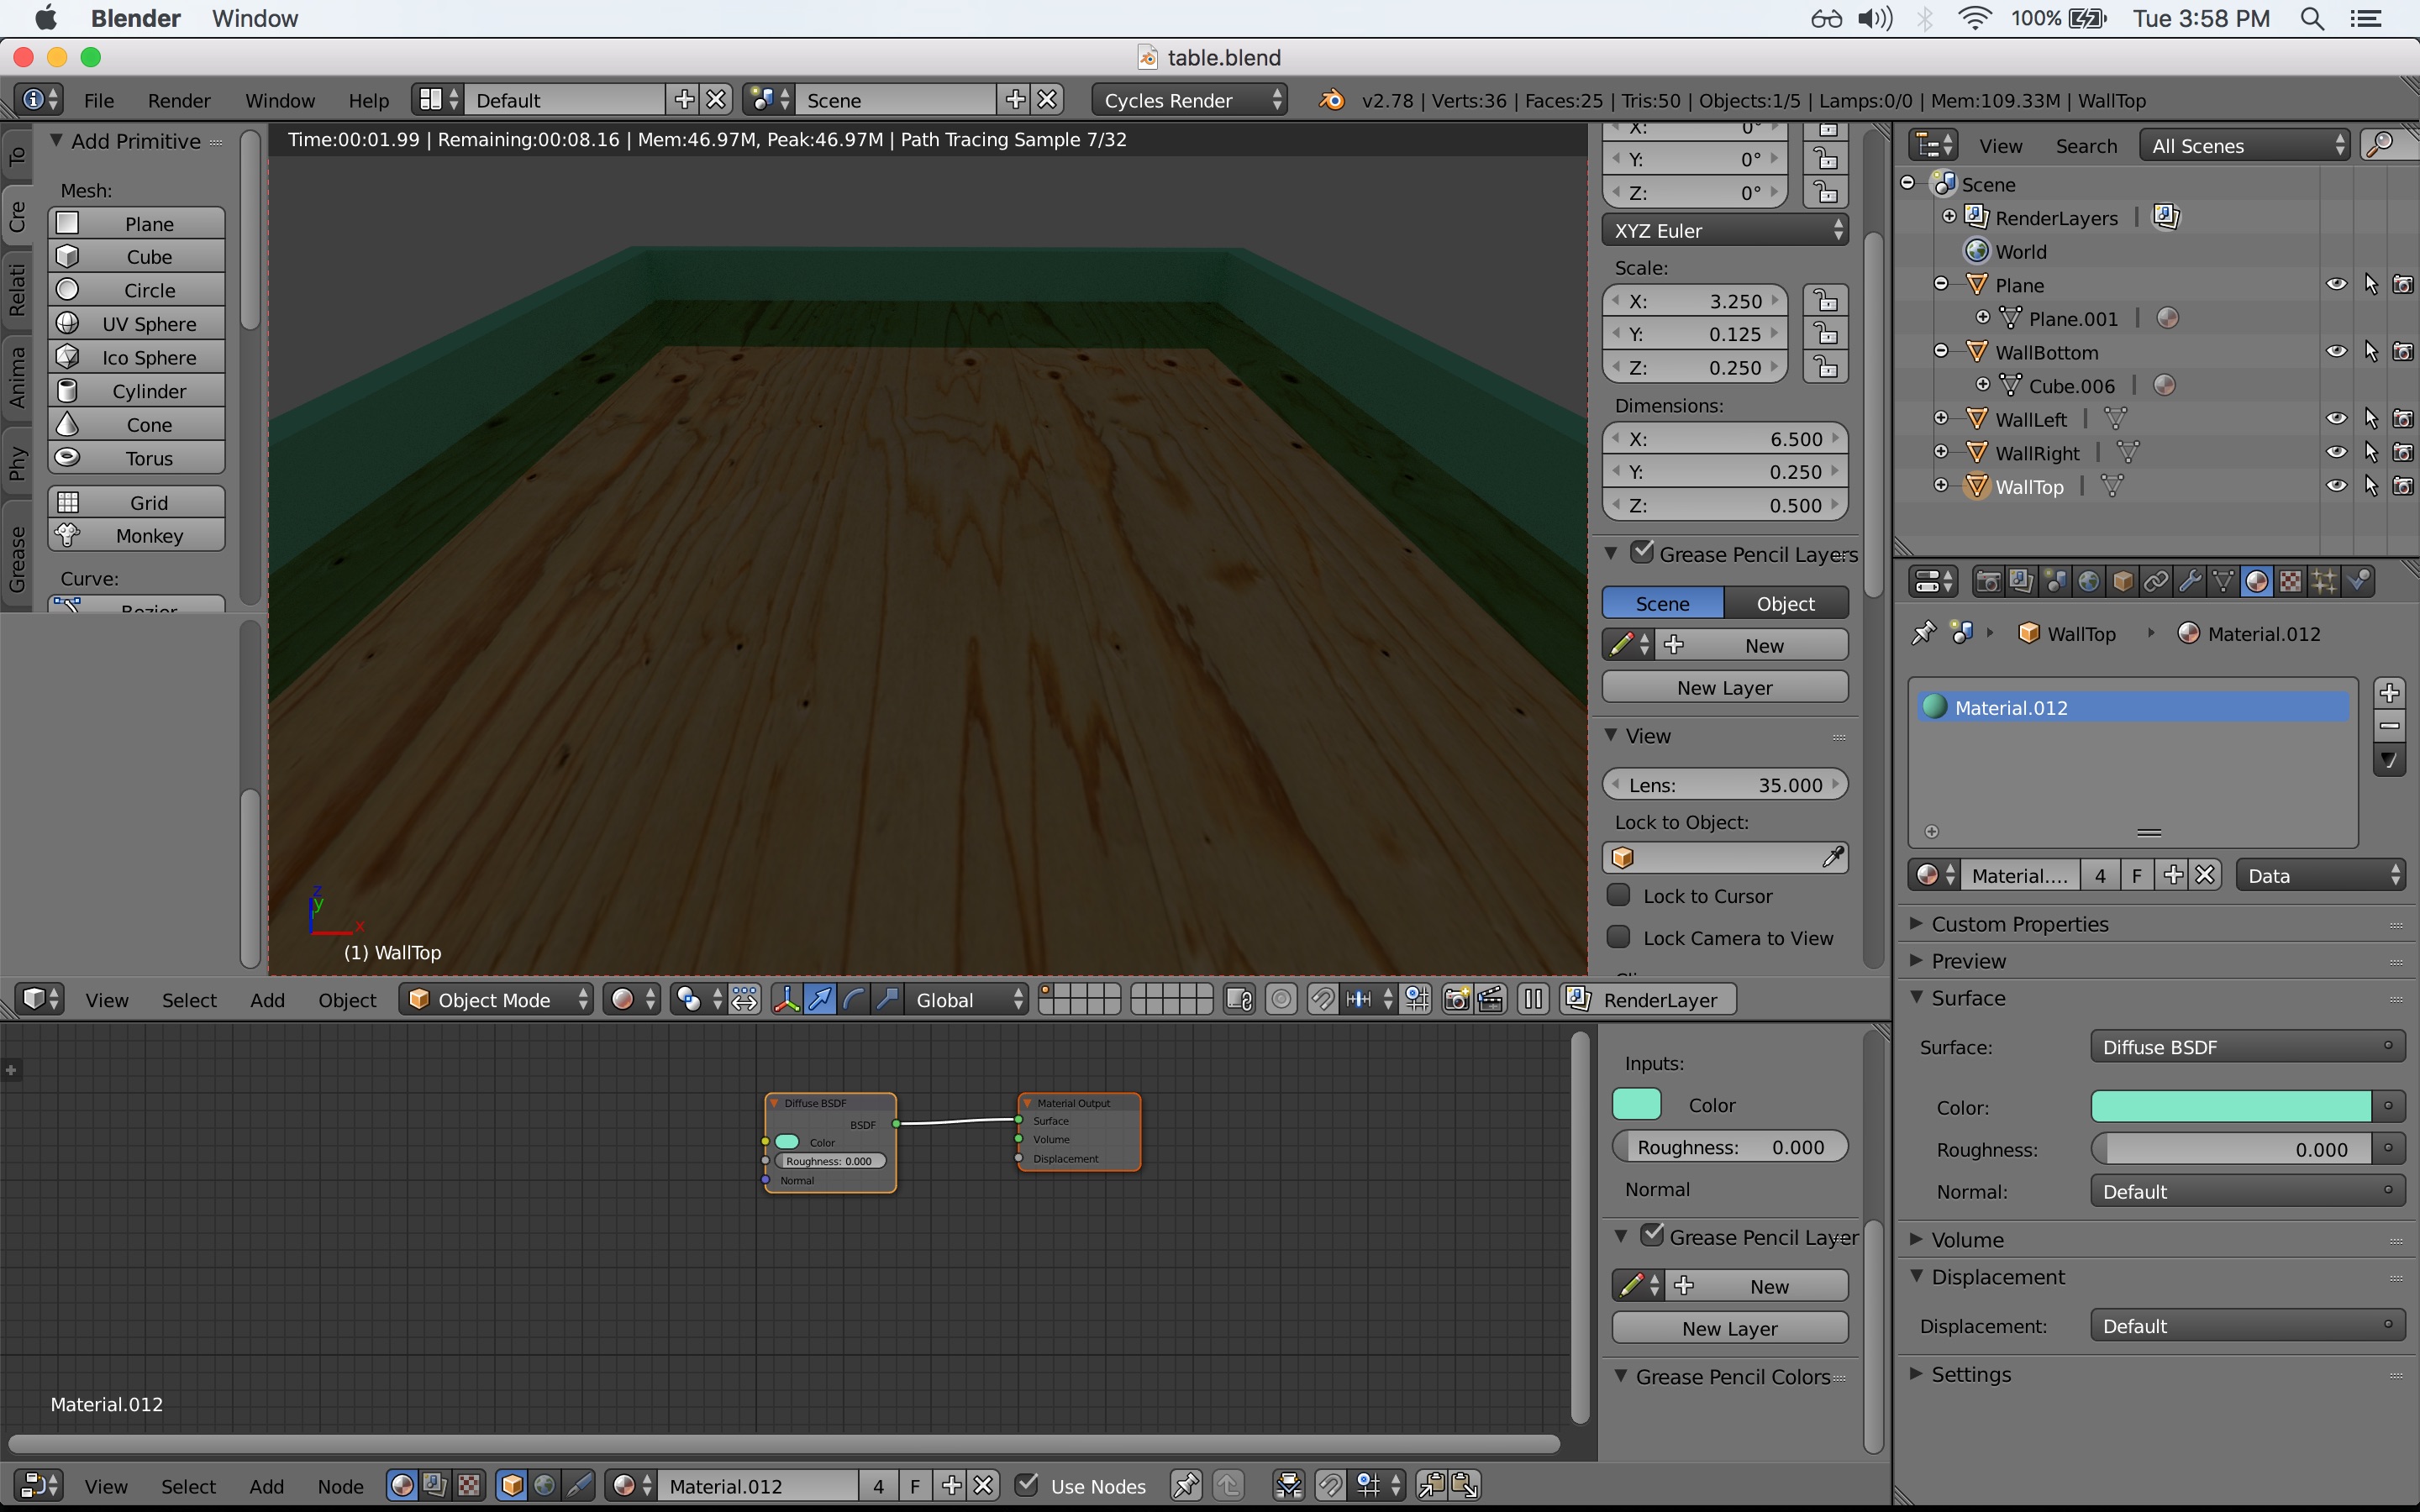 Blender Window 100% Tue 3:58 PM
table.blend
File Render Window Help Default Scene Cycles Render v2.78 | Verts:36 | Faces:25 | Tris:50 | Objects:1/5 | Lamps:0/0 | Mem:109.33M | WallTop
To
Cre
Relati
Anima
Phy
Grease
Add Primitive
Mesh:
Plane
Cube
Circle
UV Sphere
Ico Sphere
Cylinder
Cone
Torus
Grid
Monkey
Curve:
Bezier
Time:00:01.99 | Remaining:00:08.16 | Mem:46.97M, Peak:46.97M | Path Tracing Sample 7/32
z
y
x
(1) WallTop
X: 0°
Y: 0°
Z: 0°
XYZ Euler
Scale:
X: 3.250
Y: 0.125
Z: 0.250
Dimensions:
X: 6.500
Y: 0.250
Z: 0.500
Grease Pencil Layers
Scene Object
New
New Layer
View
Lens: 35.000
Lock to Object:
Lock to Cursor
Lock Camera to View
View Select Add Object Object Mode Global RenderLayer
View Search All Scenes
Scene
RenderLayers
World
Plane
Plane.001
WallBottom
Cube.006
WallLeft
WallRight
WallTop
WallTop Material.012
Material.012
Material.... 4 F Data
Custom Properties
Preview
Surface
Surface: Diffuse BSDF
Color:
Roughness: 0.000
Normal: Default
Volume
Displacement
Displacement: Default
Settings
Diffuse BSDF
BSDF
Color
Roughness: 0.000
Normal
Material Output
Surface
Volume
Displacement
Material.012
Inputs:
Color
Roughness: 0.000
Normal
Grease Pencil Layer
New
New Layer
Grease Pencil Colors
View Select Add Node Material.012 4 F Use Nodes